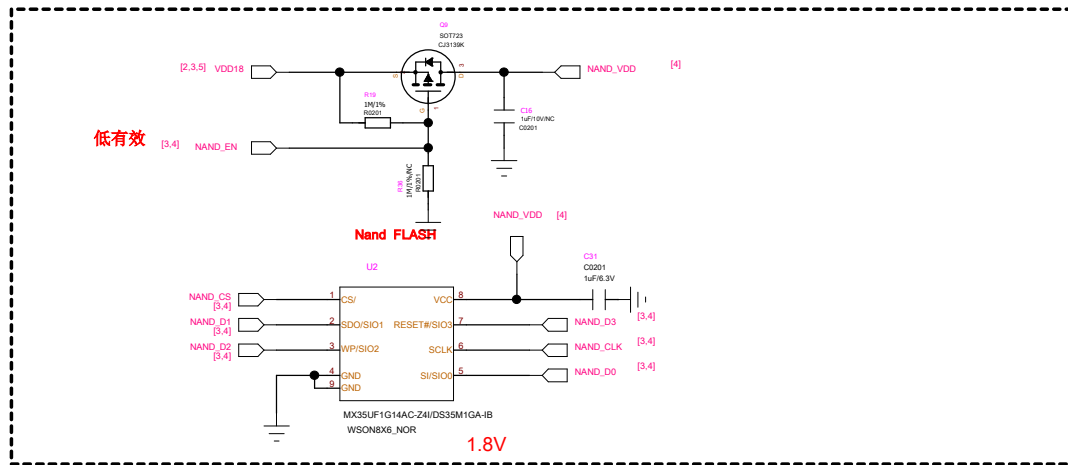 Q9
SOT723
CJ3139K
[2,3,5] VDD18
S
D
3
NAND_VDD [4]
G
1
R19
1M/1%
R0201
C16
1uF/10V/NC
C0201
低有效 [3,4] NAND_EN
R36
1M/1%/NC
R0201
Nand FLASH
NAND_VDD [4]
U2
C31
C0201
1uF/6.3V
NAND_CS
[3,4]
1 CS/
VCC 8
NAND_D1
[3,4]
2 SDO/SIO1
RESET#/SIO3 7
NAND_D3 [3,4]
NAND_D2
[3,4]
3 WP/SIO2
SCLK 6
NAND_CLK [3,4]
4 GND
SI/SIO0 5
NAND_D0 [3,4]
9 GND
MX35UF1G14AC-Z4I/DS35M1GA-IB
WSON8X6_NOR
1.8V